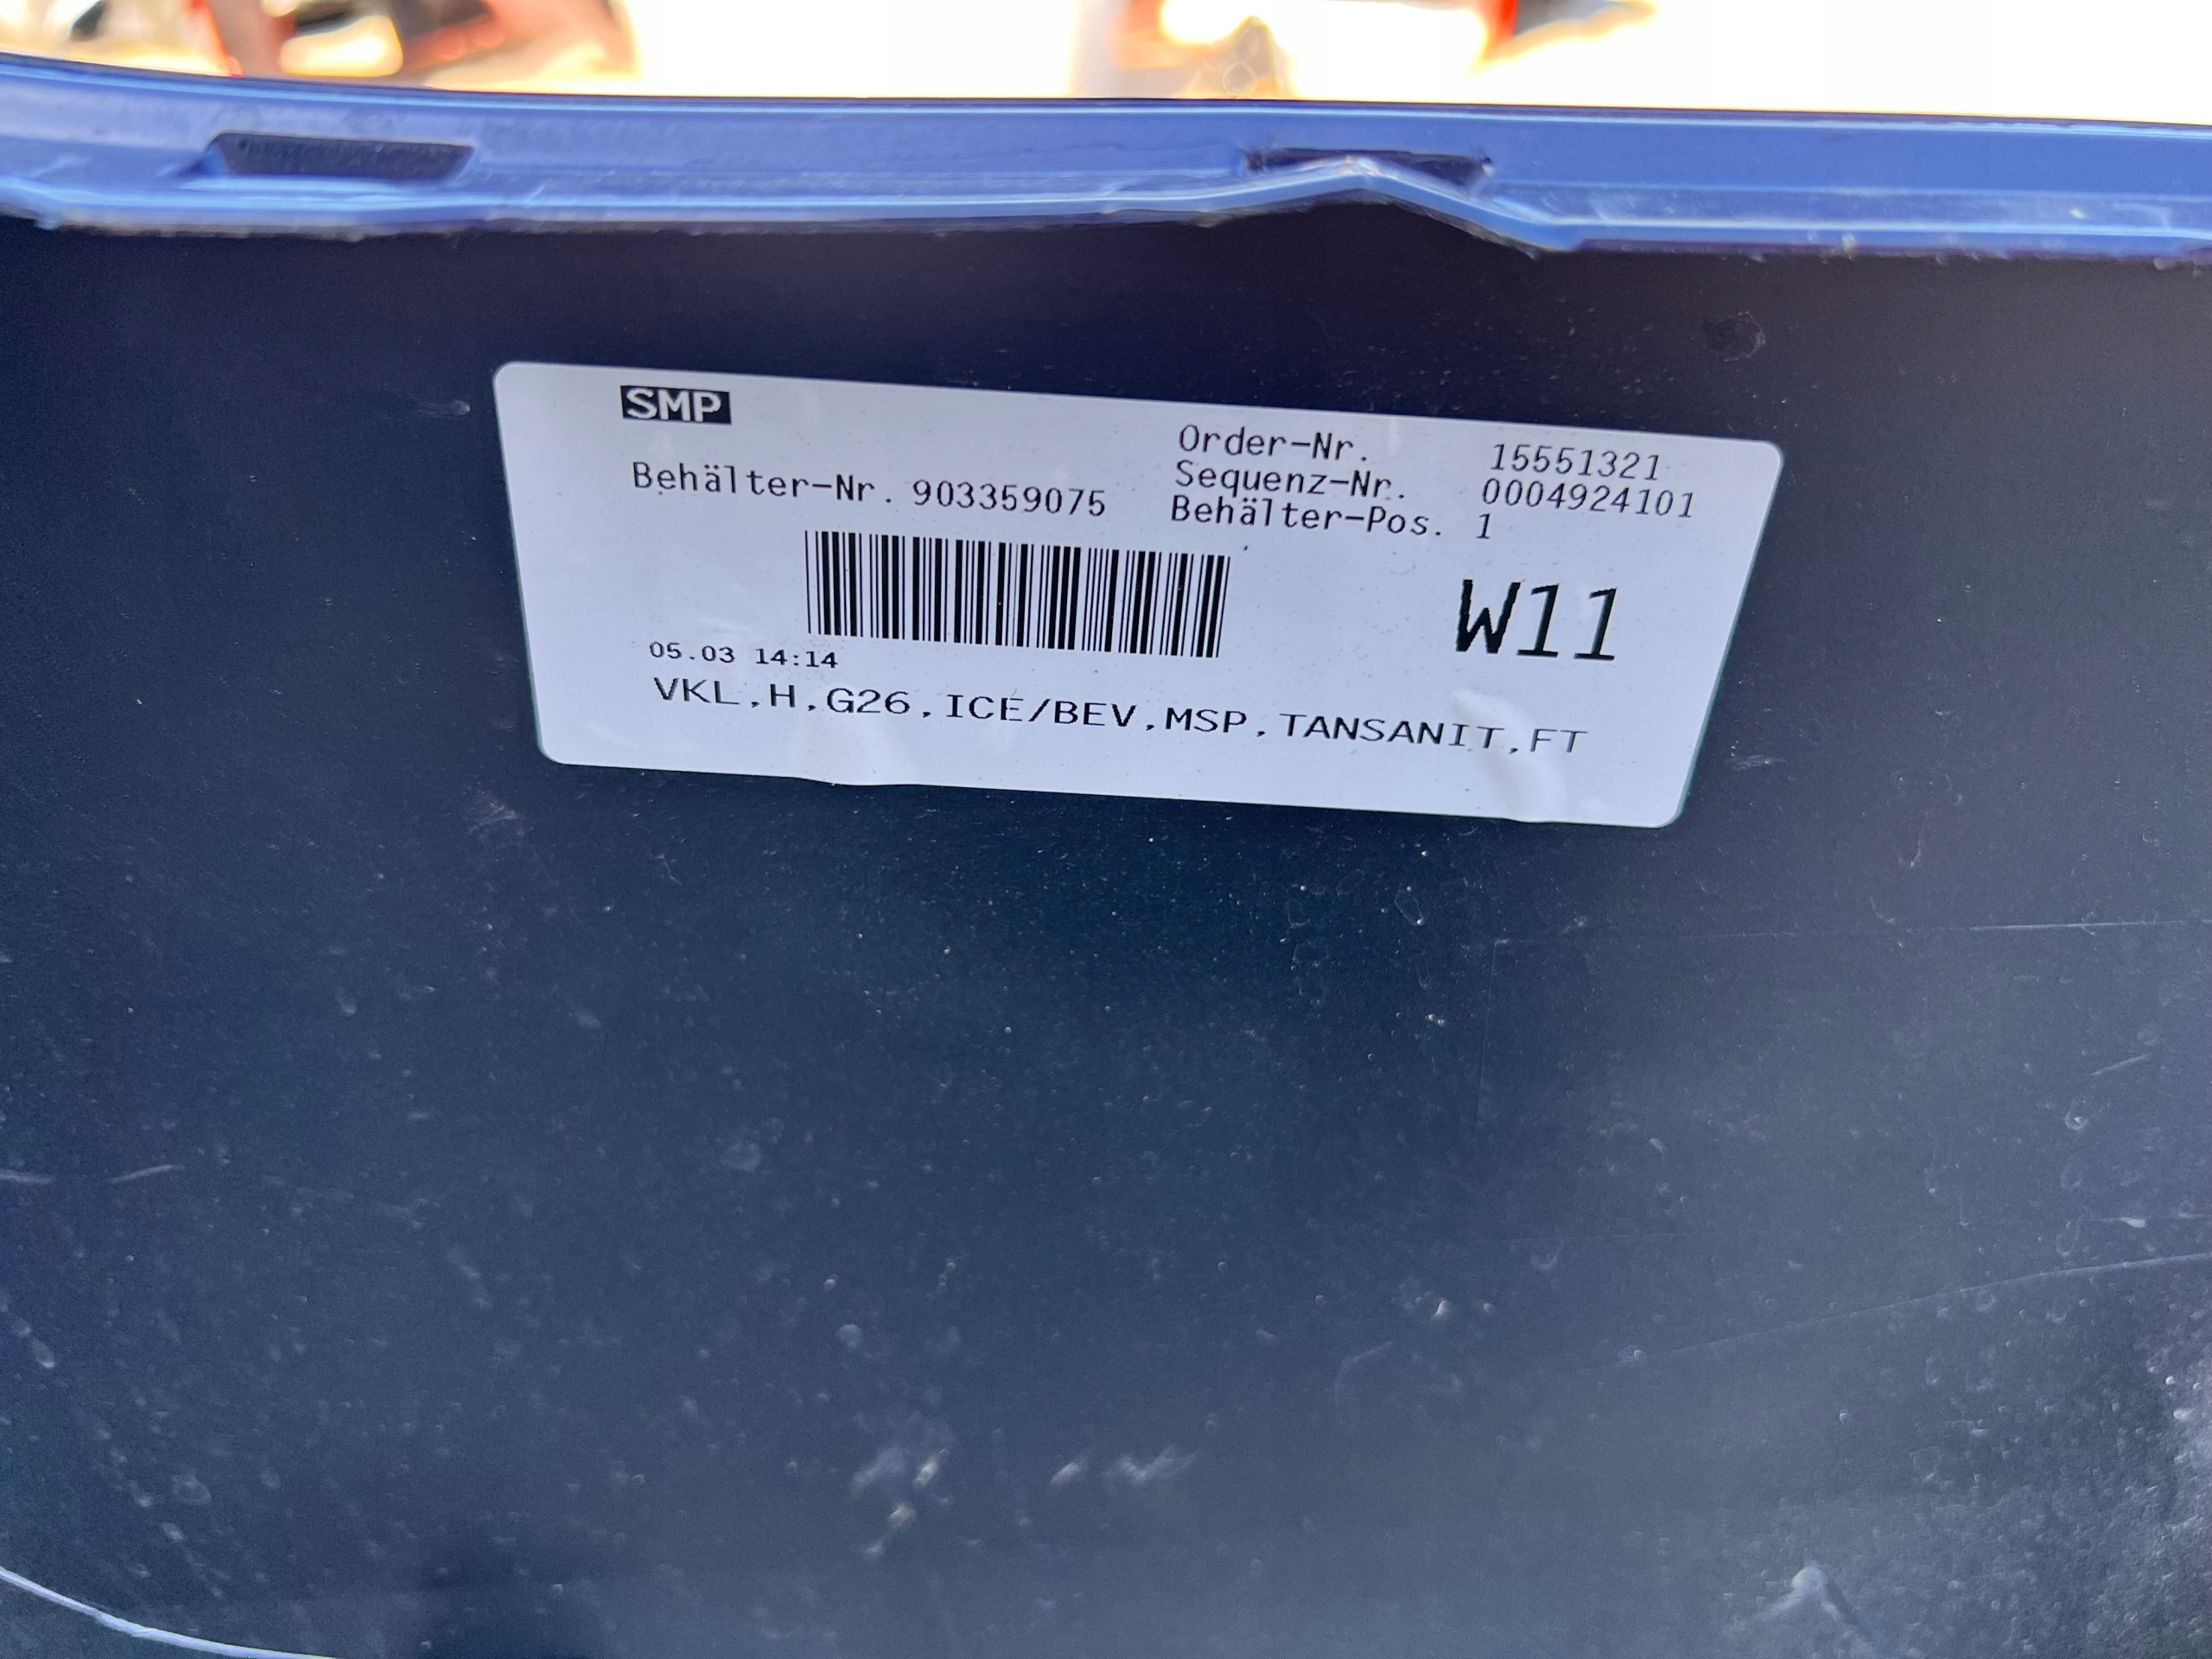 SMP
Order-Nr. 15551321
Sequenz-Nr. 0004924101
Behälter-Nr. 903359075
Behälter-Pos. 1
W11
05.03 14:14
VKL,H,G26,ICE/BEV,MSP,TANSANIT,FT